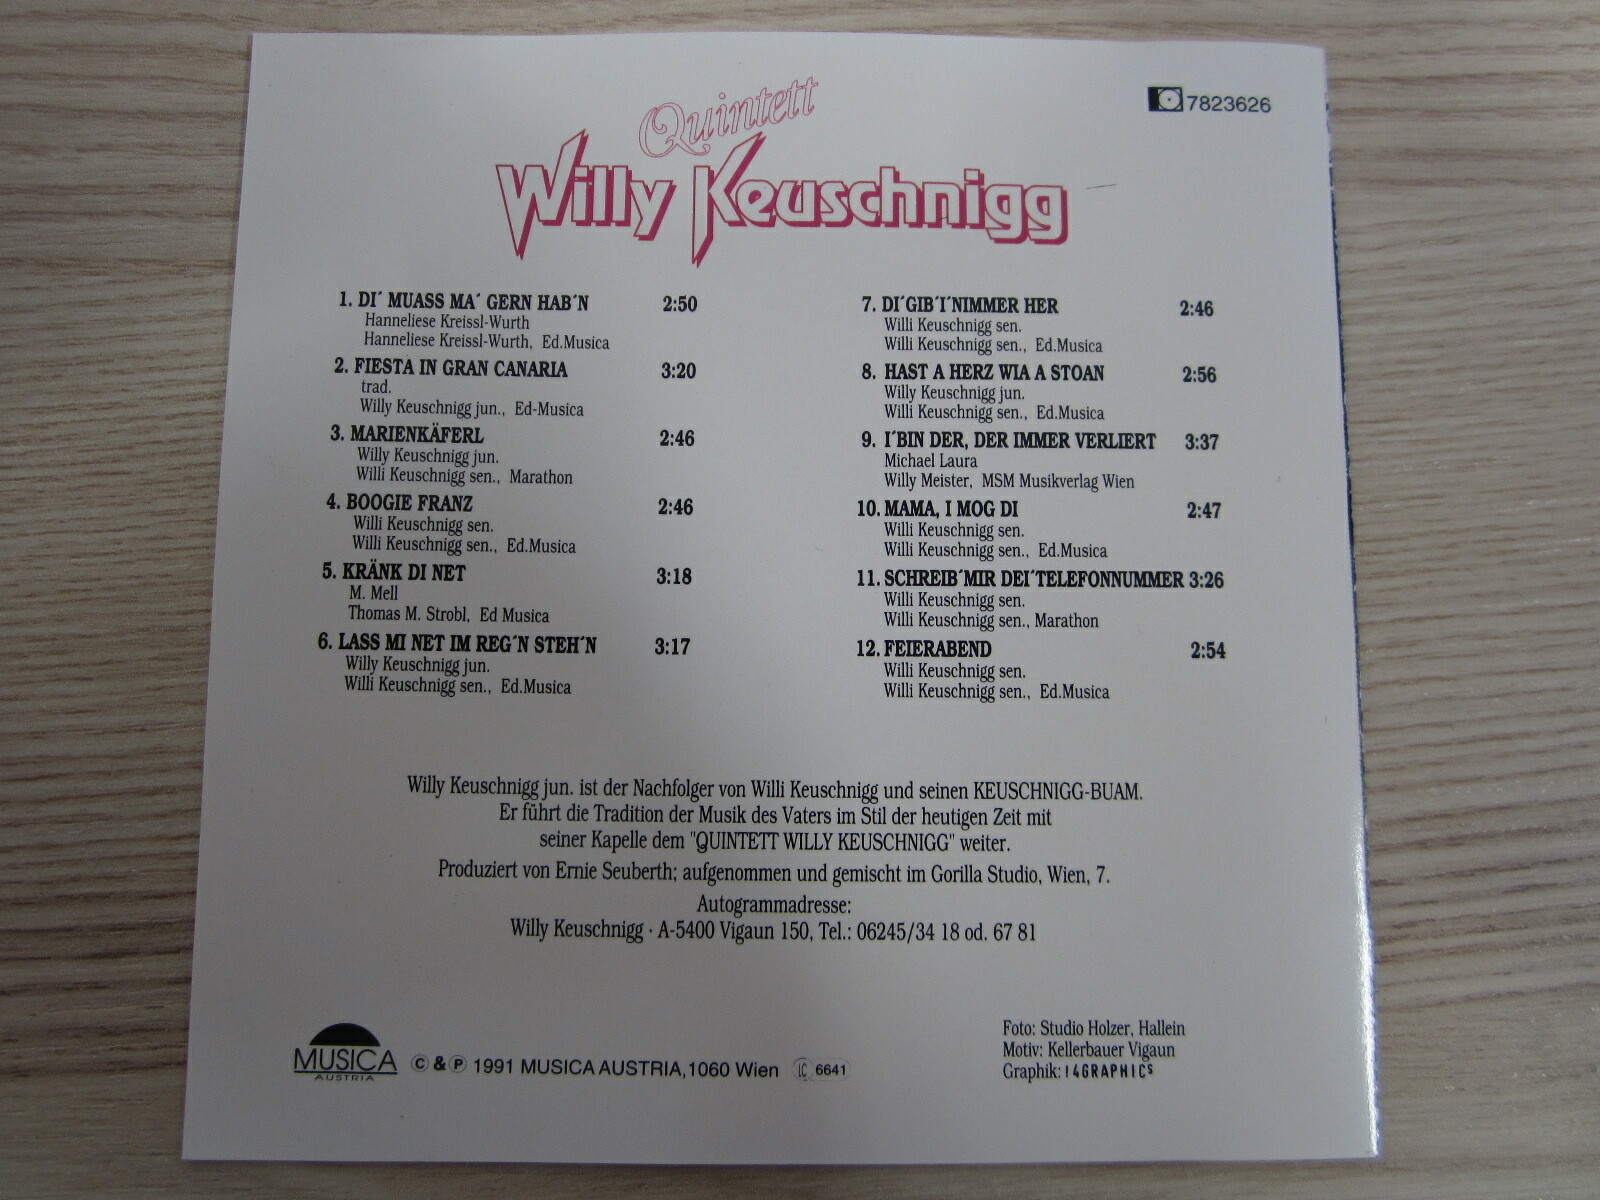 Quintett
Willy Keuschnigg
7823626
1. DI´ MUASS MA´ GERN HAB´N 2:50
Hanneliese Kreissl-Wurth
Hanneliese Kreissl-Wurth, Ed.Musica
2. FIESTA IN GRAN CANARIA 3:20
trad.
Willy Keuschnigg jun., Ed-Musica
3. MARIENKÄFERL 2:46
Willy Keuschnigg jun.
Willi Keuschnigg sen., Marathon
4. BOOGIE FRANZ 2:46
Willi Keuschnigg sen.
Willi Keuschnigg sen., Ed.Musica
5. KRÄNK DI NET 3:18
M. Mell
Thomas M. Strobl, Ed Musica
6. LASS MI NET IM REG´N STEH´N 3:17
Willy Keuschnigg jun.
Willi Keuschnigg sen., Ed.Musica
7. DI´GIB´I´NIMMER HER 2:46
Willi Keuschnigg sen.
Willi Keuschnigg sen., Ed.Musica
8. HAST A HERZ WIA A STOAN 2:56
Willy Keuschnigg jun.
Willi Keuschnigg sen., Ed.Musica
9. I´BIN DER, DER IMMER VERLIERT 3:37
Michael Laura
Willy Meister, MSM Musikverlag Wien
10. MAMA, I MOG DI 2:47
Willi Keuschnigg sen.
Willi Keuschnigg sen., Ed.Musica
11. SCHREIB´MIR DEI´TELEFONNUMMER 3:26
Willi Keuschnigg sen.
Willi Keuschnigg sen., Marathon
12. FEIERABEND 2:54
Willi Keuschnigg sen.
Willi Keuschnigg sen., Ed.Musica
Willy Keuschnigg jun. ist der Nachfolger von Willi Keuschnigg und seinen KEUSCHNIGG-BUAM.
Er führt die Tradition der Musik des Vaters im Stil der heutigen Zeit mit
seiner Kapelle dem "QUINTETT WILLY KEUSCHNIGG" weiter.
Produziert von Ernie Seuberth; aufgenommen und gemischt im Gorilla Studio, Wien, 7.
Autogrammadresse:
Willy Keuschnigg · A-5400 Vigaun 150, Tel.: 06245/34 18 od. 67 81
MUSICA
AUSTRIA
© & ℗ 1991 MUSICA AUSTRIA, 1060 Wien LC 6641
Foto: Studio Holzer, Hallein
Motiv: Kellerbauer Vigaun
Graphik: I4GRAPHICS